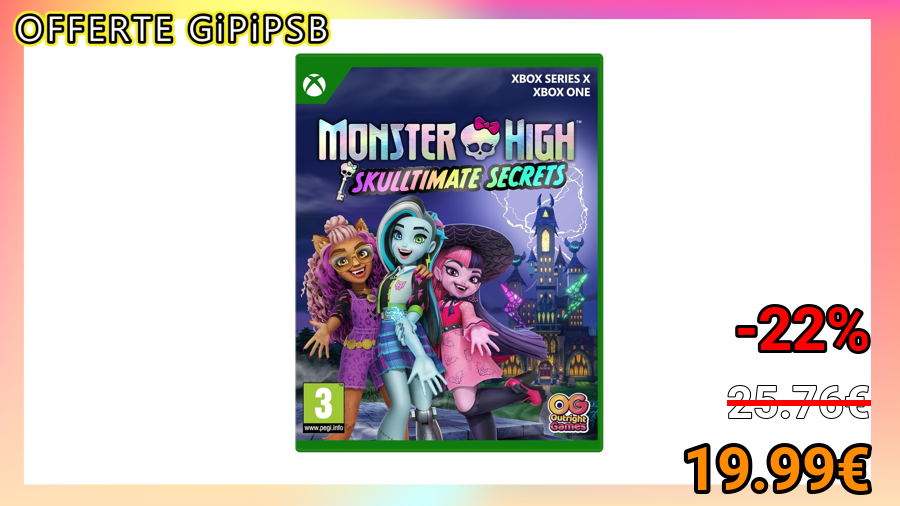 OFFERTE GiPiPSB
XBOX SERIES X
XBOX ONE
MONSTER HIGH™
SKULLTIMATE SECRETS
-22%
25.76€
19.99€
3
www.pegi.info
OG
Outright
Games